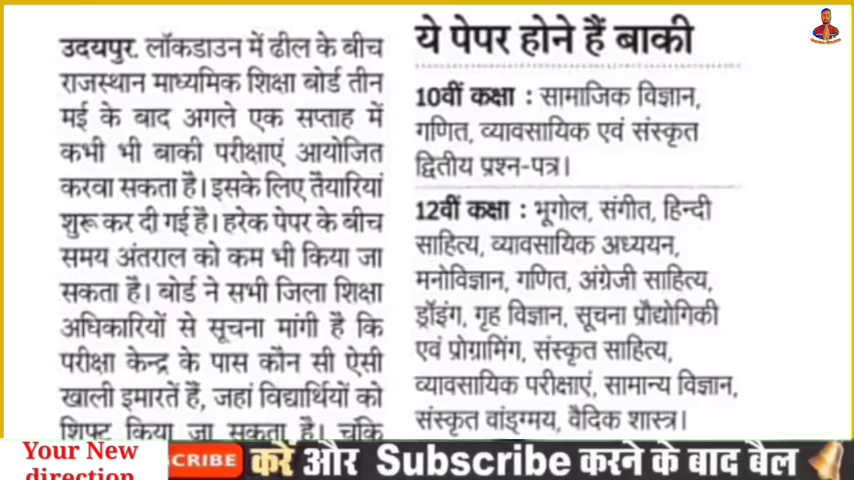 उदयपुर. लॉकडाउन में ढील के बीच
राजस्थान माध्यमिक शिक्षा बोर्ड तीन
मई के बाद अगले एक सप्ताह में
कभी भी बाकी परीक्षाएं आयोजित
करवा सकता है। इसके लिए तैयारियां
शुरू कर दी गई है। हरेक पेपर के बीच
समय अंतराल को कम भी किया जा
सकता है। बोर्ड ने सभी जिला शिक्षा
अधिकारियों से सूचना मांगी है कि
परीक्षा केन्द्र के पास कौन सी ऐसी
खाली इमारतें हैं, जहां विद्यार्थियों को
शिफ्ट किया जा सकता है। चूंकि
ये पेपर होने हैं बाकी
10वीं कक्षा : सामाजिक विज्ञान,
गणित, व्यावसायिक एवं संस्कृत
द्वितीय प्रश्न-पत्र।
12वीं कक्षा : भूगोल, संगीत, हिन्दी
साहित्य, व्यावसायिक अध्ययन,
मनोविज्ञान, गणित, अंग्रेजी साहित्य,
ड्रॉइंग, गृह विज्ञान, सूचना प्रौद्योगिकी
एवं प्रोग्रामिंग, संस्कृत साहित्य,
व्यावसायिक परीक्षाएं, सामान्य विज्ञान,
संस्कृत वांड्ग्मय, वैदिक शास्त्र।
Your New
direction
CRIBE करें और Subscribe करने के बाद बैल